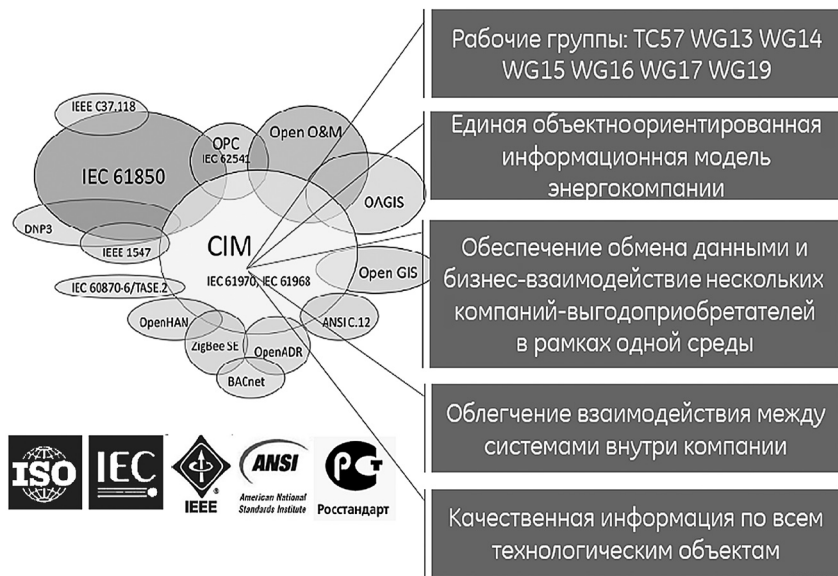 IEEE C37.118
IEC 61850
OPC
IEC 62541
Open O&M
OAGIS
DNP3
IEEE 1547
CIM
IEC 61970, IEC 61968
Open GIS
IEC 60870-6/TASE.2
OpenHAN
ZigBee SE
OpenADR
ANSI C.12
BACnet
Рабочие группы: TC57 WG13 WG14
WG15 WG16 WG17 WG19
Единая объектноориентированная
информационная модель
энергокомпании
Обеспечение обмена данными и
бизнес-взаимодействие нескольких
компаний-выгодоприобретателей
в рамках одной среды
Облегчение взаимодействия между
системами внутри компании
Качественная информация по всем
технологическим объектам
ISO
IEC
IEEE
ANSI
American National
Standards Institute
РСТ
Росстандарт